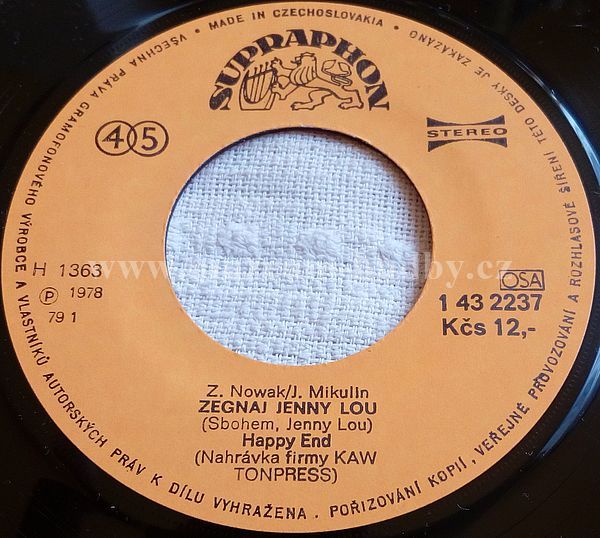 VŠECHNA PRÁVA GRAMOFONOVÉHO VÝROBCE A VLASTNÍKŮ AUTORSKÝCH PRÁV K DÍLU VYHRAŽENA . POŘIZOVÁNÍ KOPIÍ, VEŘEJNÉ PROVOZOVÁNÍ A ROZHLASOVÉ ŠÍŘENÍ TÉTO DESKY JE ZAKÁZÁNO • MADE IN CZECHOSLOVAKIA •
SUPRAPHON
45
STEREO
H 1363
Ⓟ 1978
79 1
OSA
1 43 2237
Kčs 12,-
Z. Nowak/J. Mikulin
ZEGNAJ JENNY LOU
(Sbohem, Jenny Lou)
Happy End
(Nahrávka firmy KAW
TONPRESS)